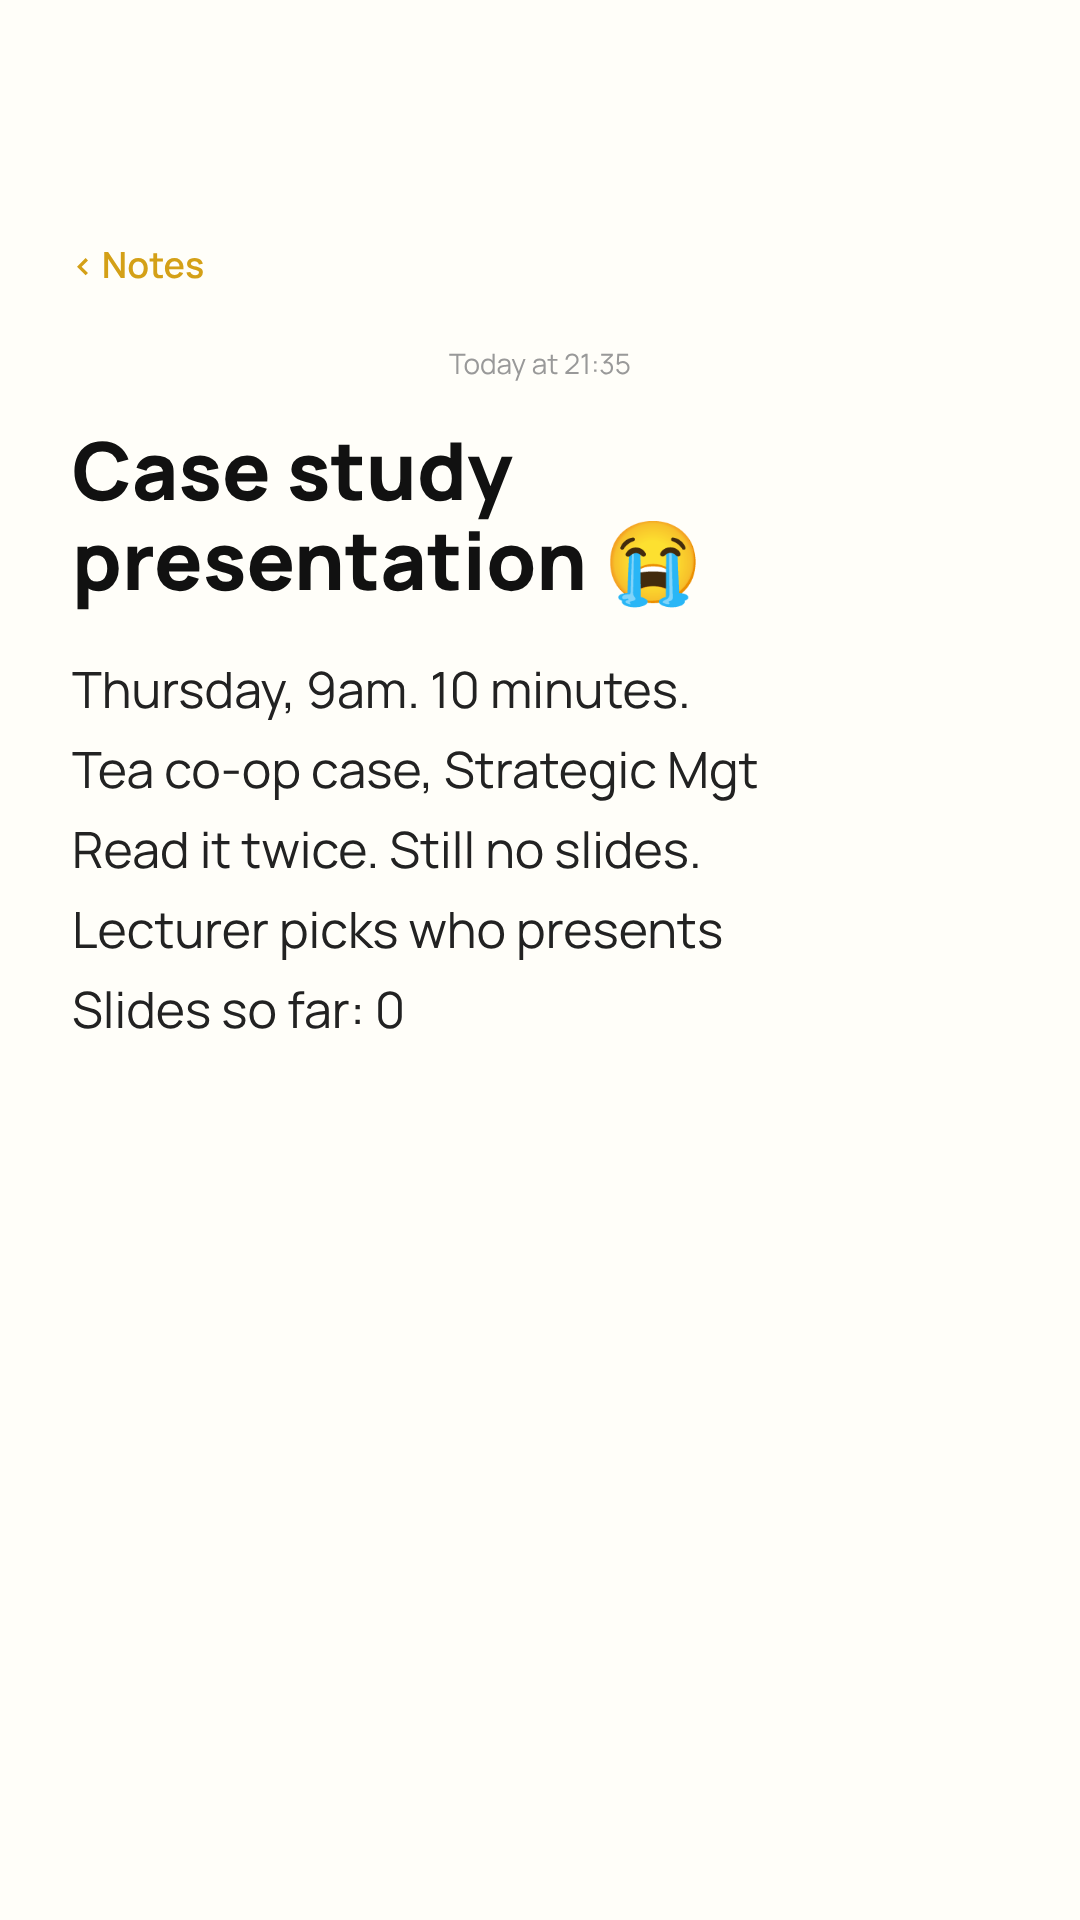 ‹ Notes
Today at 21:35
Case study
presentation 😭
Thursday, 9am. 10 minutes.
Tea co-op case, Strategic Mgt
Read it twice. Still no slides.
Lecturer picks who presents
Slides so far: 0